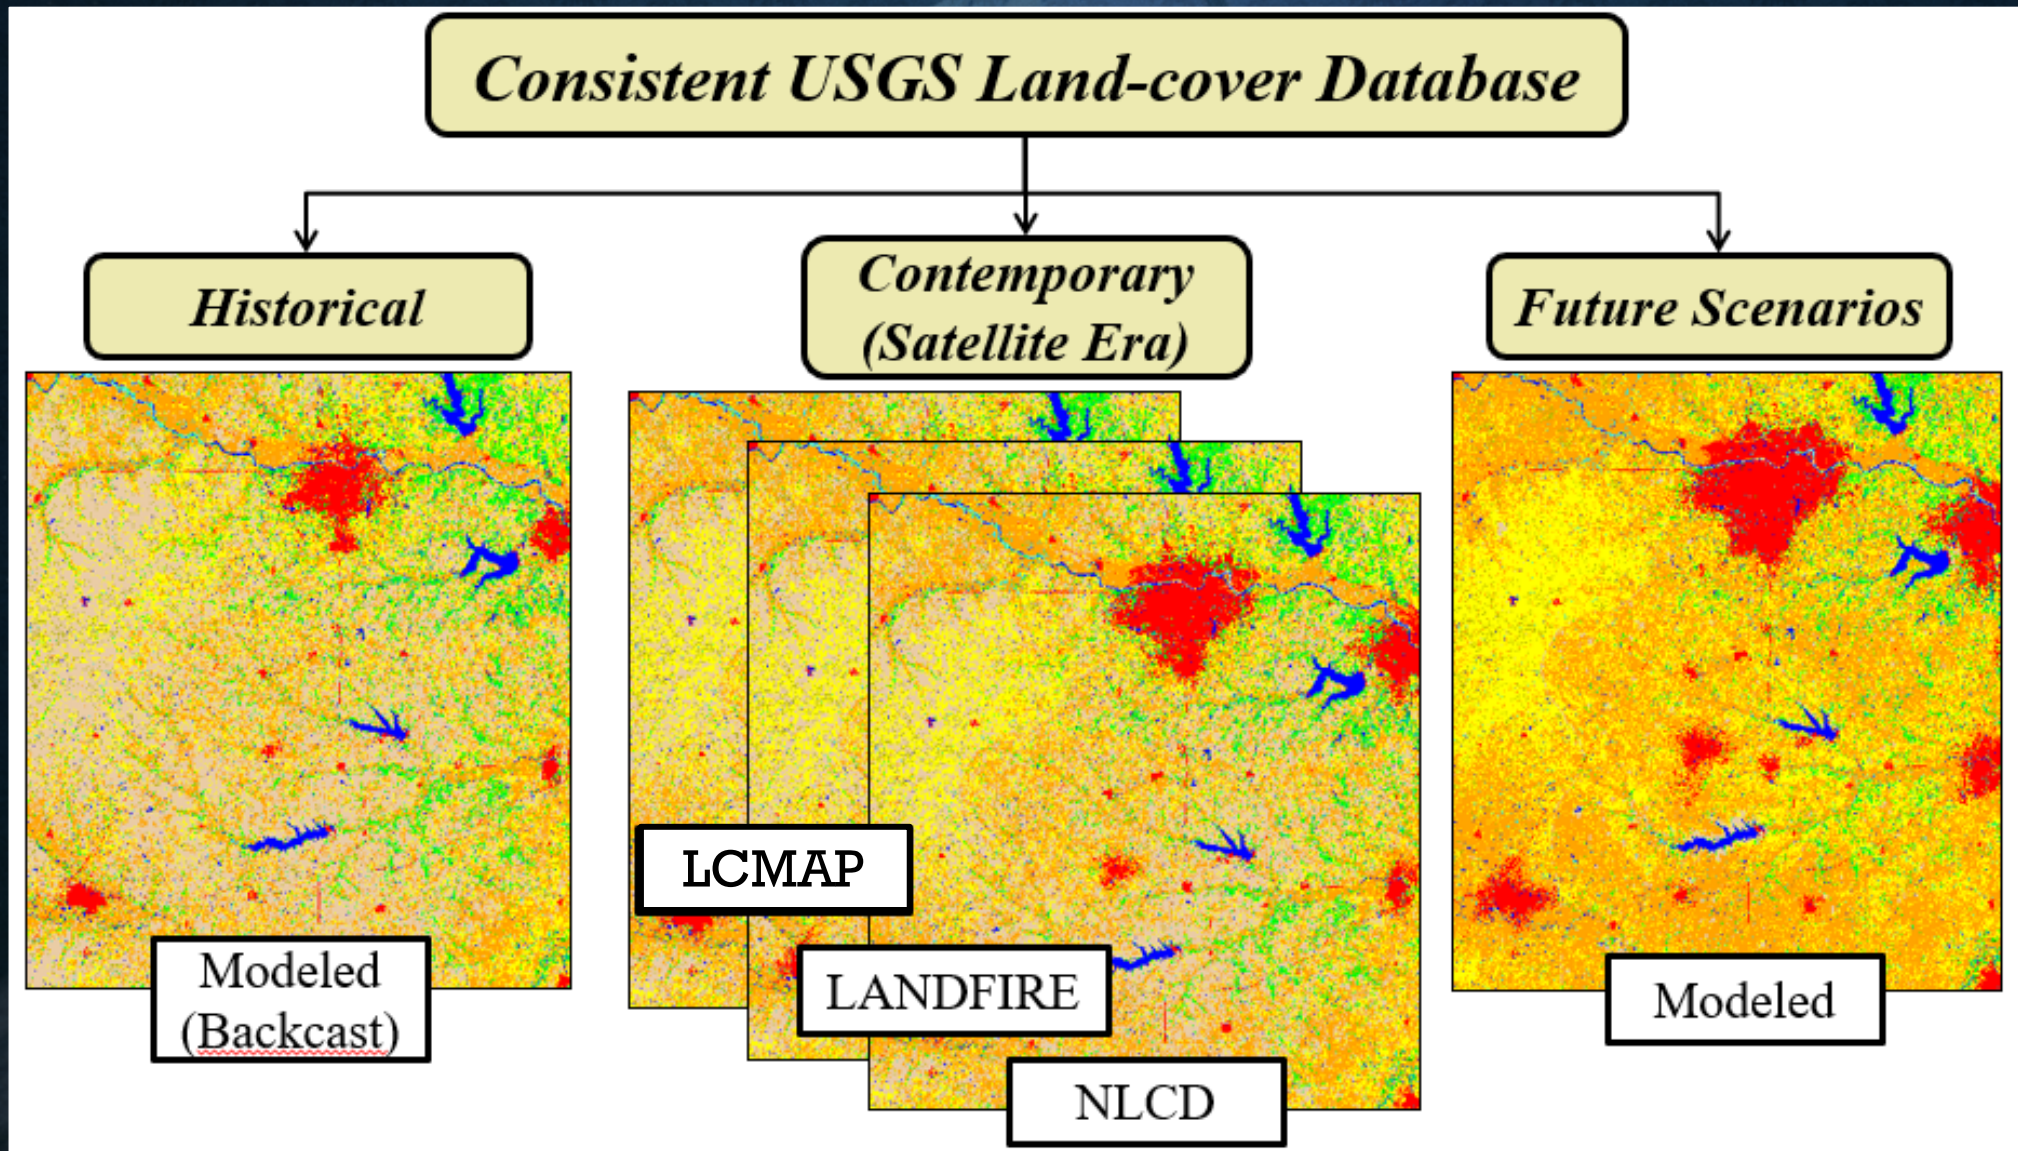 Consistent USGS Land-cover Database
Historical
Contemporary
(Satellite Era)
Future Scenarios
LCMAP
LANDFIRE
NLCD
Modeled
(Backcast)
Modeled